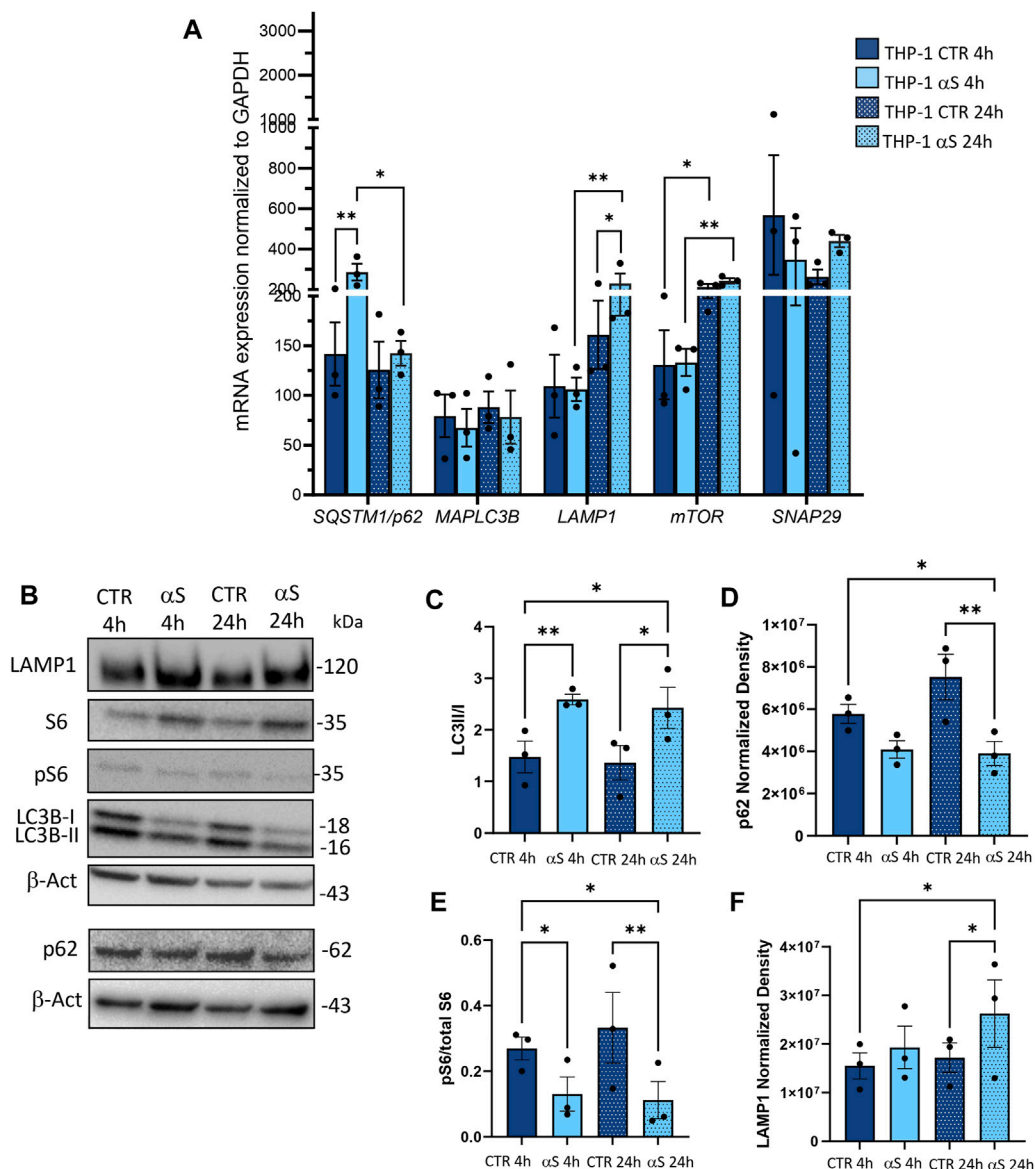 A
mRNA expression normalized to GAPDH
3000
2000
1000
1000
800
600
400
200
200
150
100
50
0
** * ** * * **
SQSTM1/p62 MAPLC3B LAMP1 mTOR SNAP29
THP-1 CTR 4h
THP-1 αS 4h
THP-1 CTR 24h
THP-1 αS 24h
B
CTR αS CTR αS
4h 4h 24h 24h kDa
LAMP1 -120
S6 -35
pS6 -35
LC3B-I -18
LC3B-II -16
β-Act -43
p62 -62
β-Act -43
C
LC3II/I
4
3
2
1
0
*
** *
CTR 4h αS 4h CTR 24h αS 24h
D
p62 Normalized Density
1×10⁷
8×10⁶
6×10⁶
4×10⁶
2×10⁶
0
*
**
CTR 4h αS 4h CTR 24h αS 24h
E
pS6/total S6
0.6
0.4
0.2
0.0
*
* **
CTR 4h αS 4h CTR 24h αS 24h
F
LAMP1 Normalized Density
4×10⁷
3×10⁷
2×10⁷
1×10⁷
0
*
*
CTR 4h αS 4h CTR 24h αS 24h